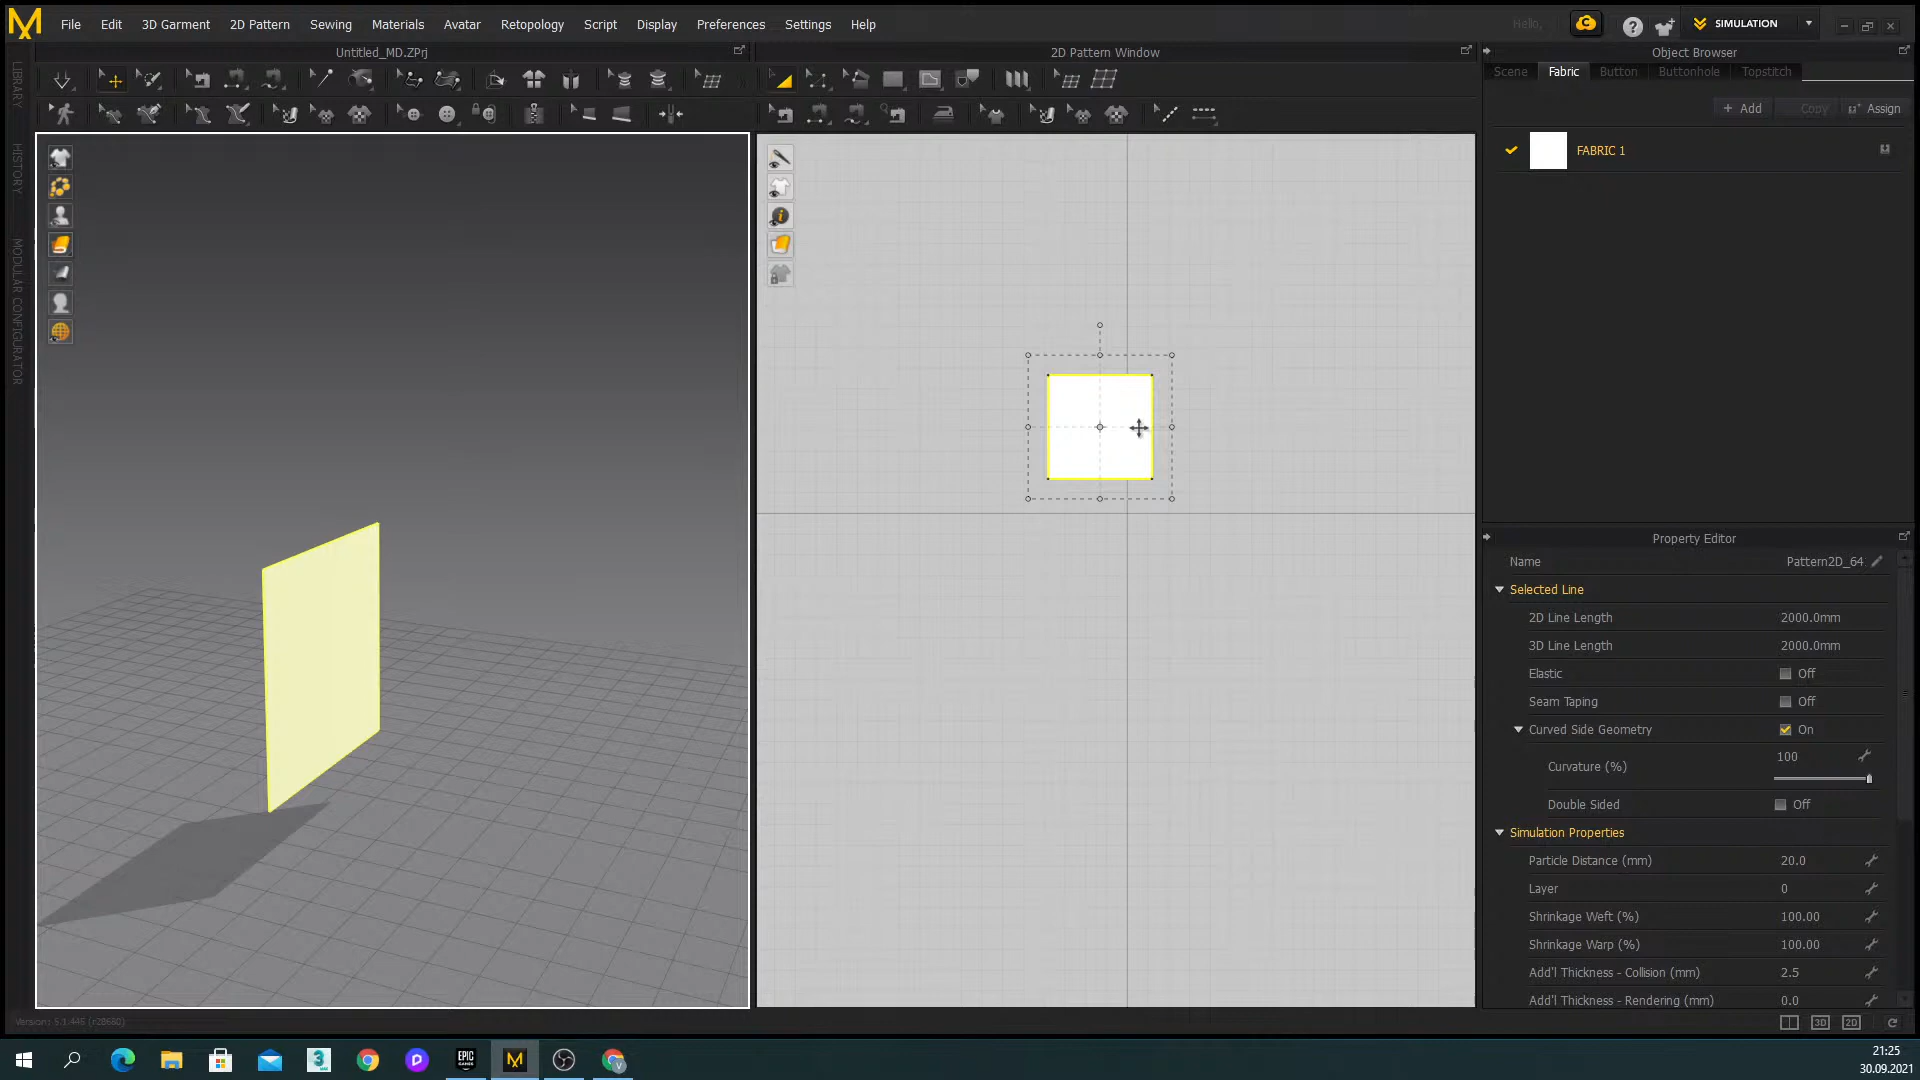 File Edit 3D Garment 2D Pattern Sewing Materials Avatar Retopology Script Display Preferences Settings Help
Hello,
SIMULATION
Untitled_MD.ZPrj
2D Pattern Window
Object Browser
Scene Fabric Button Buttonhole Topstitch
+ Add Copy Assign
FABRIC 1
LIBRARY
HISTORY
MODULAR CONFIGURATOR
Property Editor
Name Pattern2D_64
Selected Line
2D Line Length 2000.0mm
3D Line Length 2000.0mm
Elastic Off
Seam Taping Off
Curved Side Geometry On
Curvature (%) 100
Double Sided Off
Simulation Properties
Particle Distance (mm) 20.0
Layer 0
Shrinkage Weft (%) 100.00
Shrinkage Warp (%) 100.00
Add'l Thickness - Collision (mm) 2.5
Add'l Thickness - Rendering (mm) 0.0
3D 2D
EPIC GAMES
21:25
30.09.2021